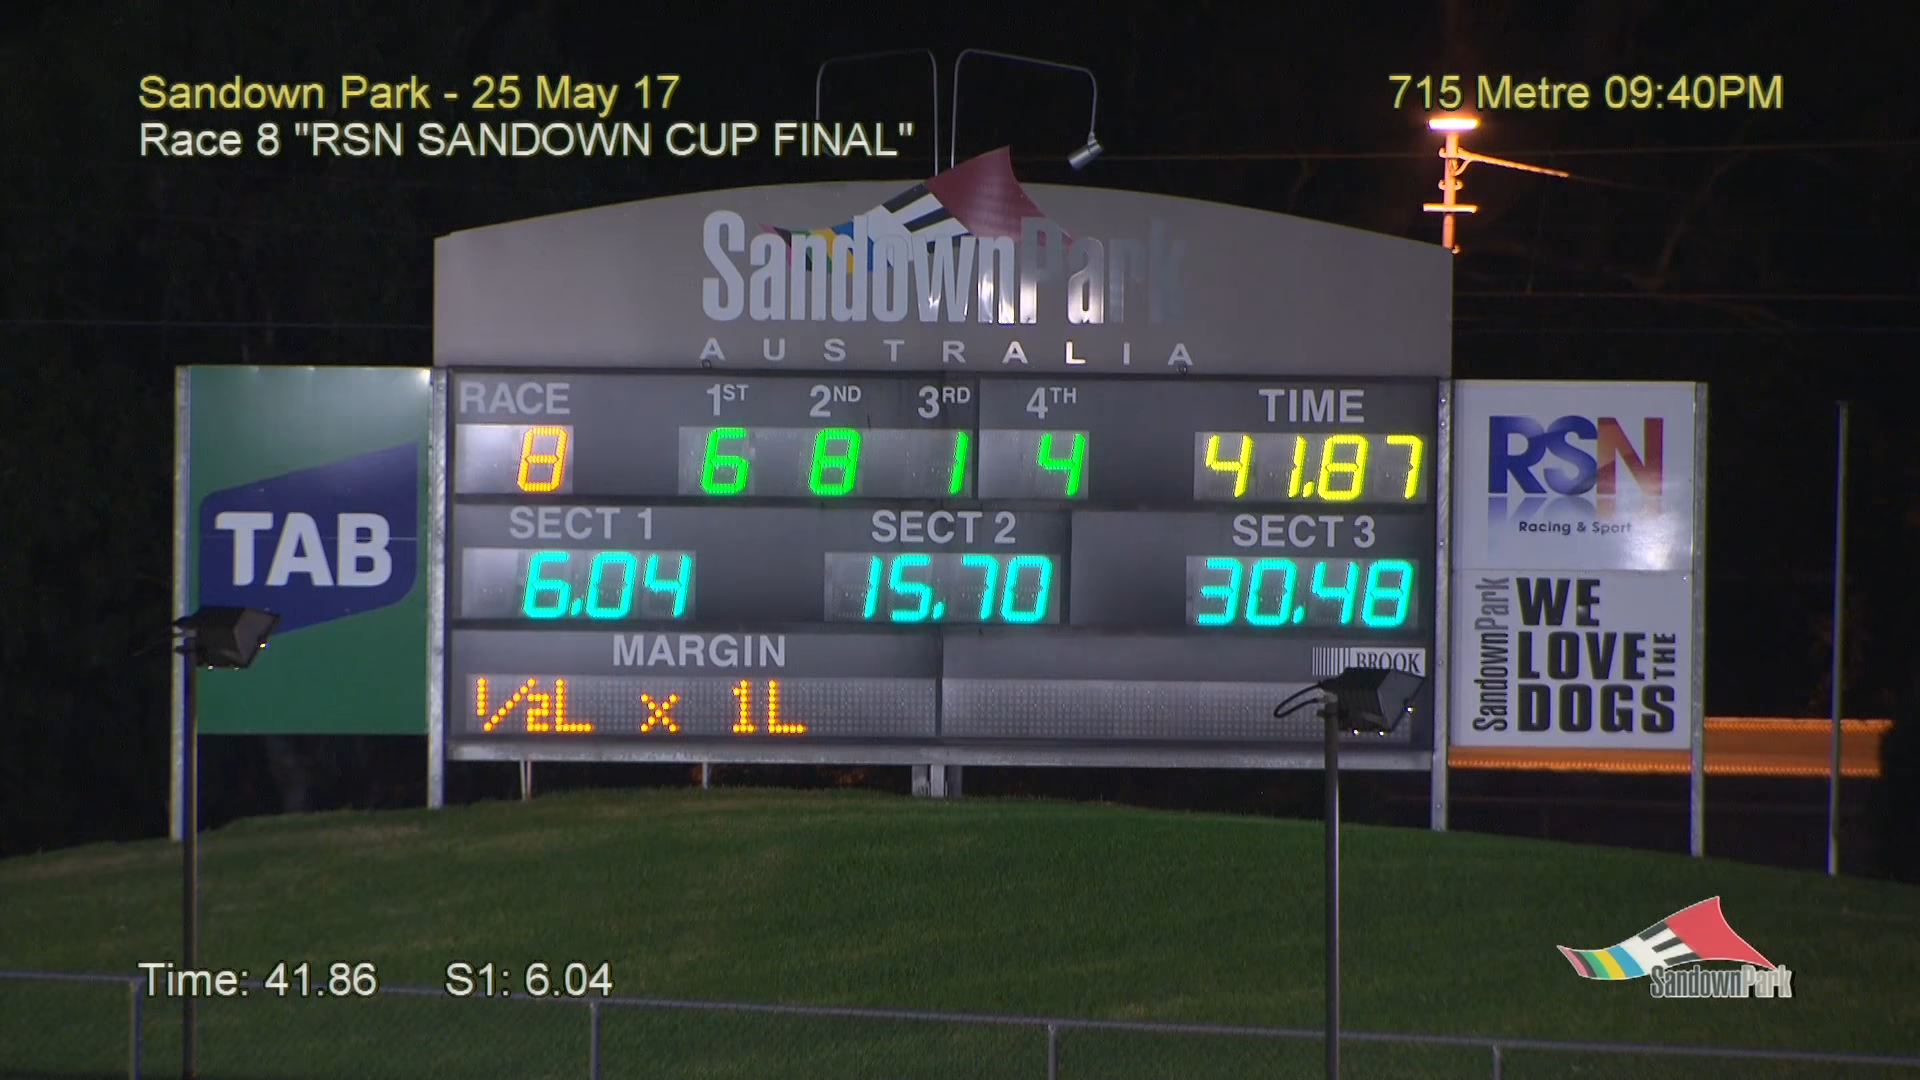 Sandown Park - 25 May 17
715 Metre 09:40PM
Race 8 "RSN SANDOWN CUP FINAL"
SandownPark
AUSTRALIA
RACE 1ST 2ND 3RD 4TH TIME
8 6 8 1 4 41.87
SECT 1 SECT 2 SECT 3
6.04 15.70 30.48
MARGIN
BROOK
1/2L x 1L
TAB
RSN
Racing & Sport
SandownPark
WE
LOVE THE
DOGS
Time: 41.86 S1: 6.04
SandownPark